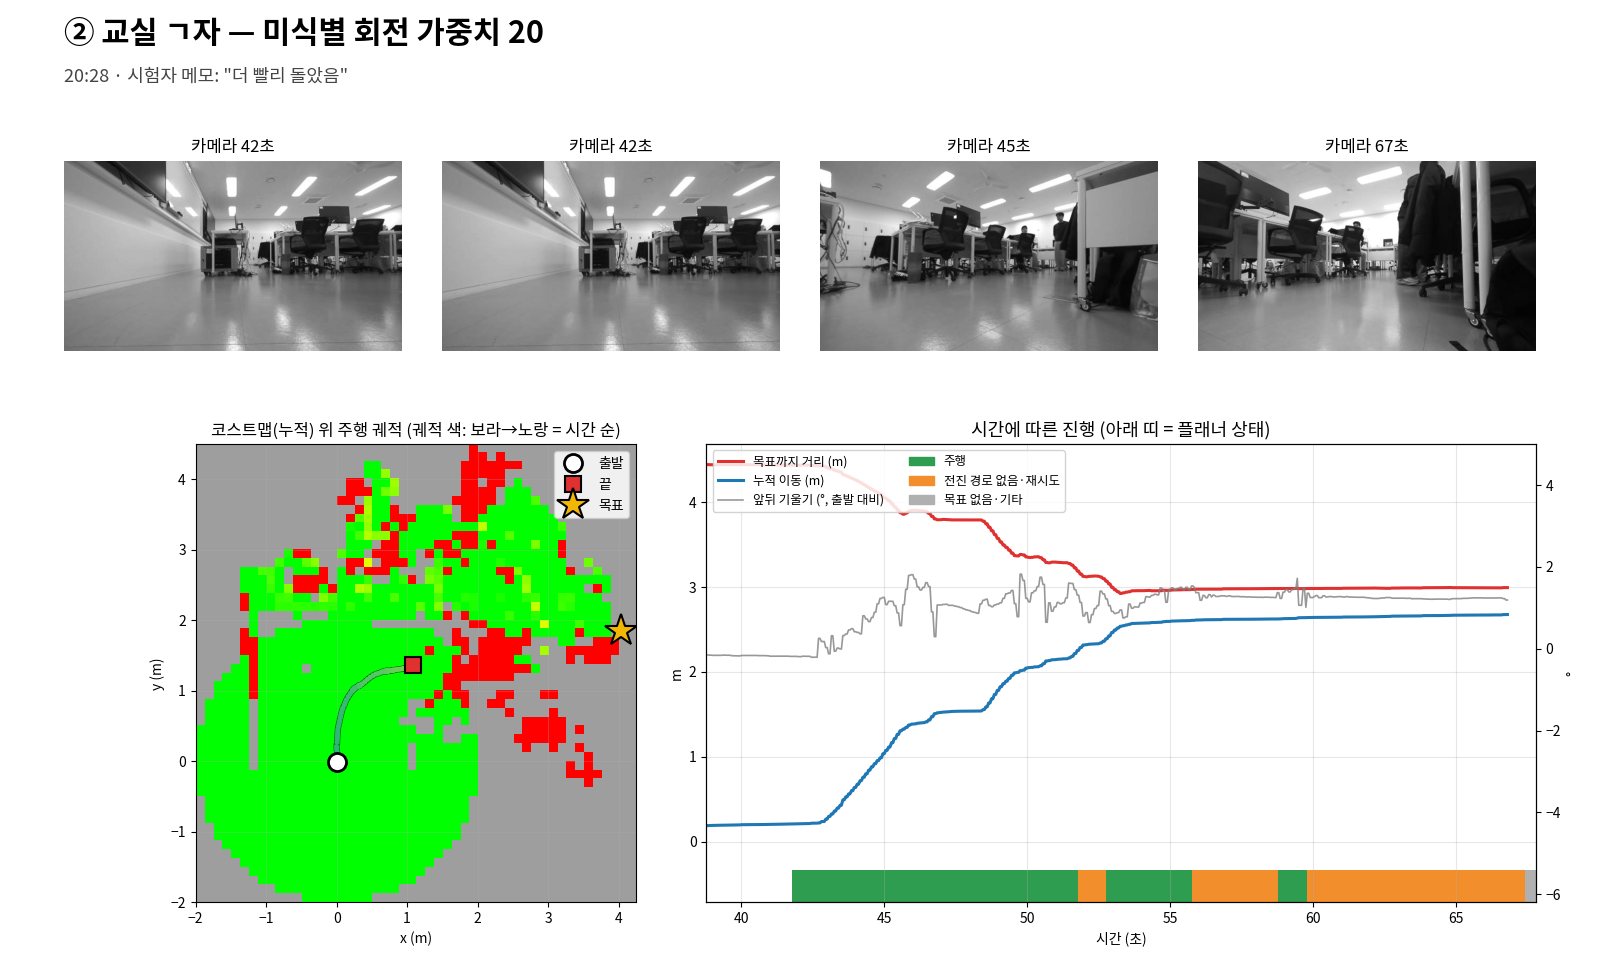 ② 교실 ㄱ자 — 미식별 회전 가중치 20
20:28 · 시험자 메모: "더 빨리 돌았음"
카메라 42초
카메라 42초
카메라 45초
카메라 67초
코스트맵(누적) 위 주행 궤적 (궤적 색: 보라→노랑 = 시간 순)
출발
끝
목표
4
3
2
1
0
−1
−2
y (m)
−2 −1 0 1 2 3 4
x (m)
시간에 따른 진행 (아래 띠 = 플래너 상태)
목표까지 거리 (m)
누적 이동 (m)
앞뒤 기울기 (°, 출발 대비)
주행
전진 경로 없음·재시도
목표 없음·기타
4
3
2
1
0
m
4
2
0
−2
−4
−6
°
40 45 50 55 60 65
시간 (초)